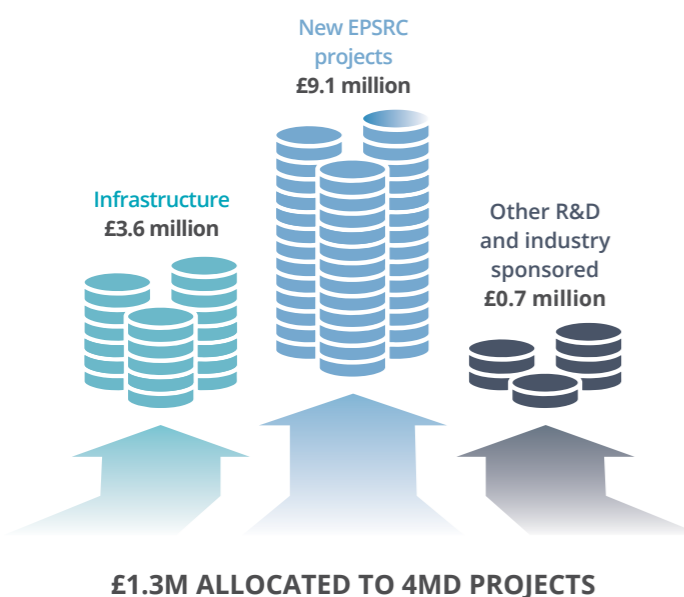 New EPSRC
projects
£9.1 million
Infrastructure
£3.6 million
Other R&D
and industry
sponsored
£0.7 million
£1.3M ALLOCATED TO 4MD PROJECTS